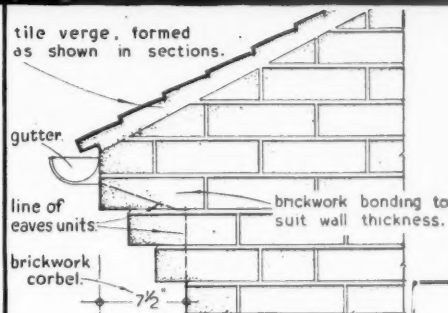 tile verge, formed
as shown in sections.
gutter
line of
eaves units.
brickwork bonding to
suit wall thickness.
brickwork
corbel.
7½"